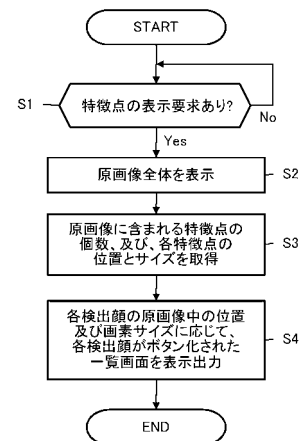 START
S1
特徴点の表示要求あり?
No
Yes
原画像全体を表示
S2
原画像に含まれる特徴点の
個数、及び、各特徴点の
位置とサイズを取得
S3
各検出顔の原画像中の位置
及び画素サイズに応じて、
各検出顔がボタン化された
一覧画面を表示出力
S4
END